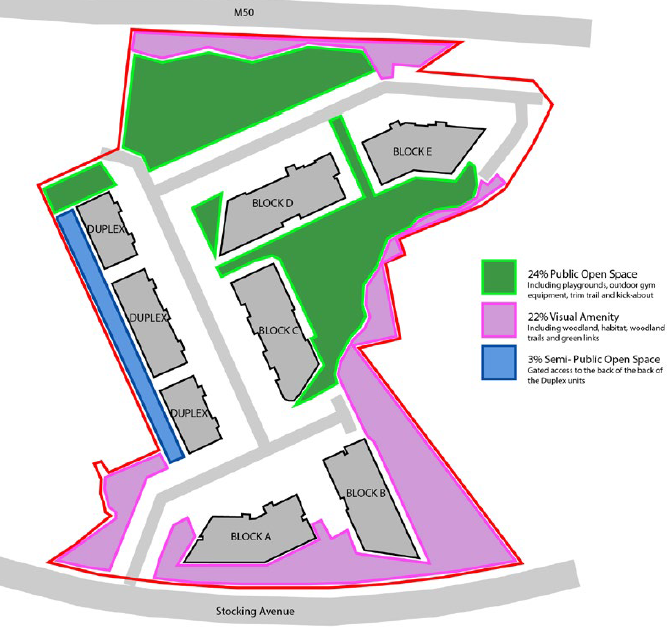 M50
BLOCK E
BLOCK D
DUPLEX
24% Public Open Space
Including playgrounds, outdoor gym
equipment, trim trail and kick-about
DUPLEX
BLOCK C
22% Visual Amenity
Including woodland, habitat, woodland
trails and green links
3% Semi- Public Open Space
Gated access to the back of the back of
the Duplex units
DUPLEX
BLOCK B
BLOCK A
Stocking Avenue